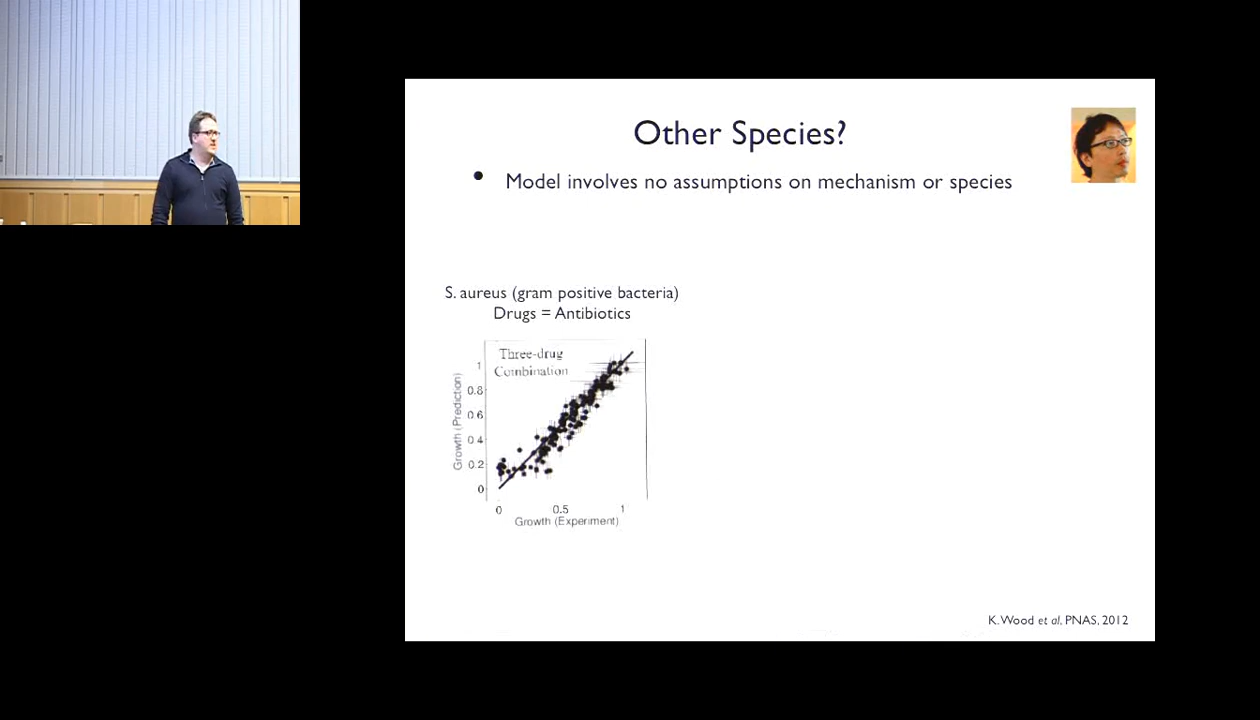 Other Species?
• Model involves no assumptions on mechanism or species
S. aureus (gram positive bacteria)
Drugs = Antibiotics
Three-drug
Combination
Growth (Prediction)
1
0.8
0.6
0.4
0.2
0
0 0.5 1
Growth (Experiment)
K. Wood et al, PNAS, 2012